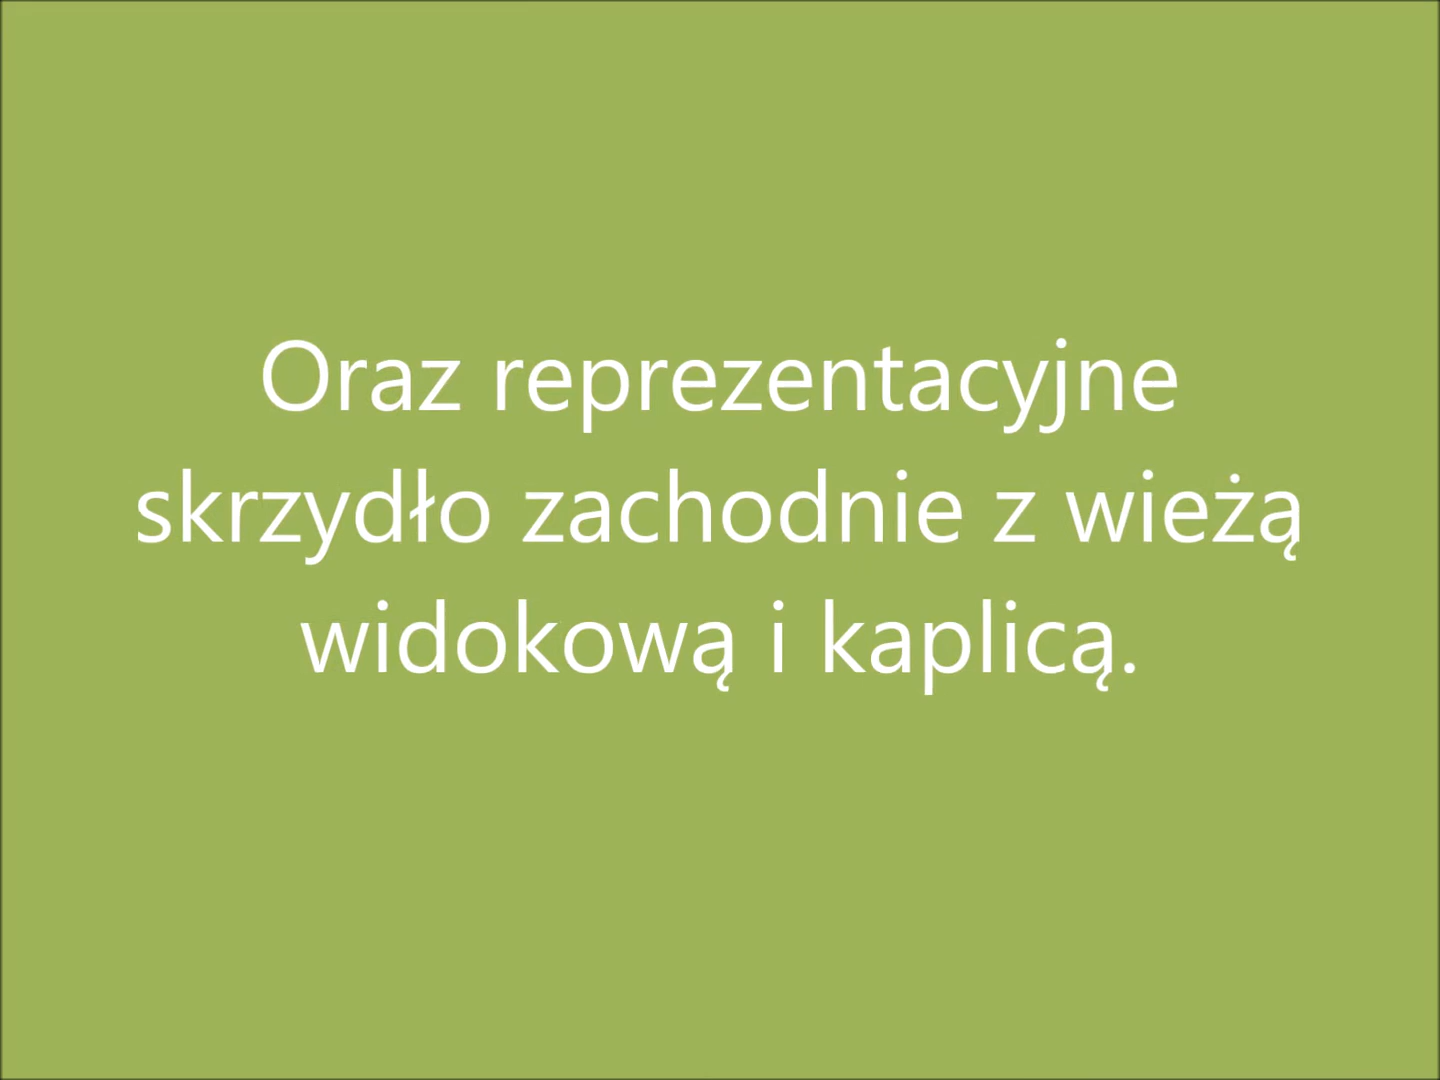 Oraz reprezentacyjne
skrzydło zachodnie z wieżą
widokową i kaplicą.